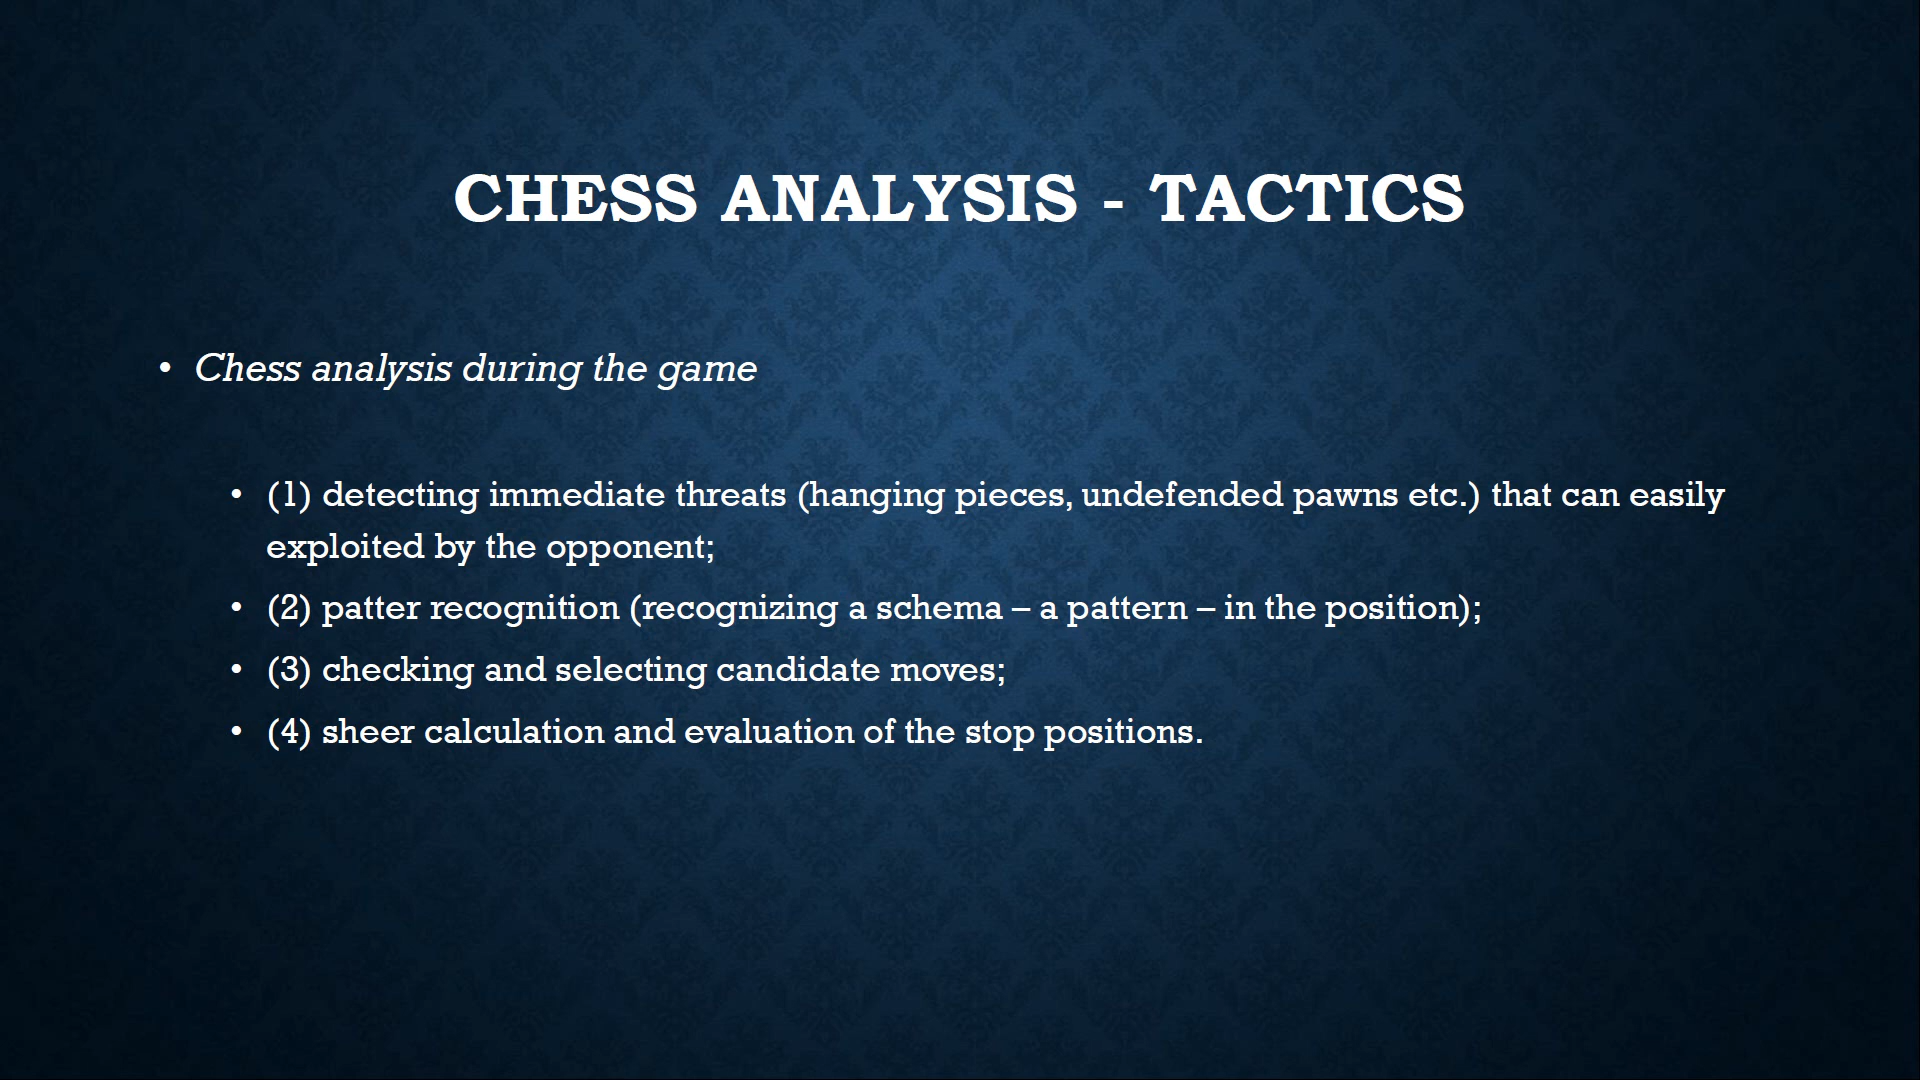 CHESS ANALYSIS - TACTICS
• Chess analysis during the game
• (1) detecting immediate threats (hanging pieces, undefended pawns etc.) that can easily
exploited by the opponent;
• (2) patter recognition (recognizing a schema – a pattern – in the position);
• (3) checking and selecting candidate moves;
• (4) sheer calculation and evaluation of the stop positions.